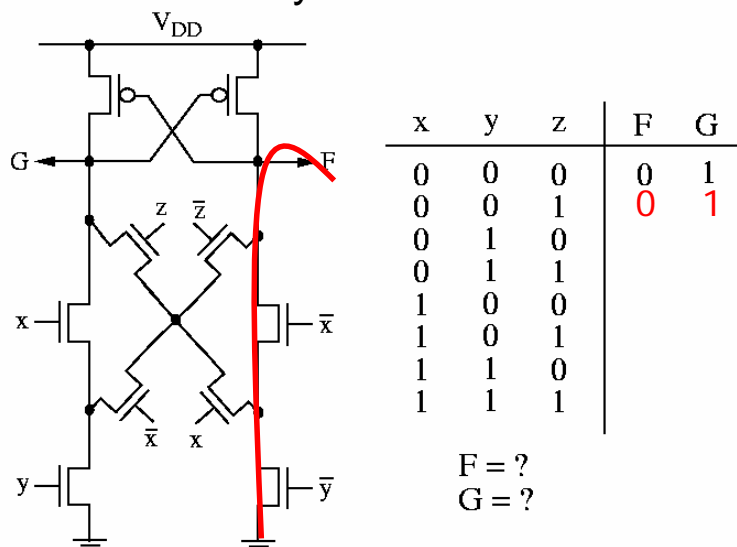 V_DD
G
F
z
z̅
x
x̅
x̅
x
y
y̅
x y z F G
0 0 0 0 1
0 0 1 0 1
0 1 0
0 1 1
1 0 0
1 0 1
1 1 0
1 1 1
F = ?
G = ?